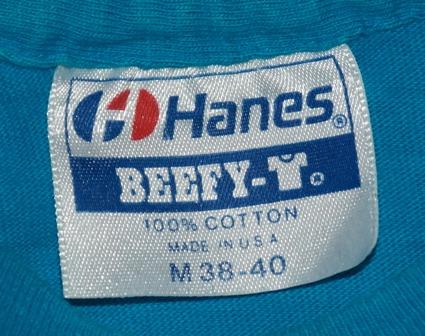 Hanes®
BEEFY-T®
100% COTTON
MADE IN U S A
M 38-40